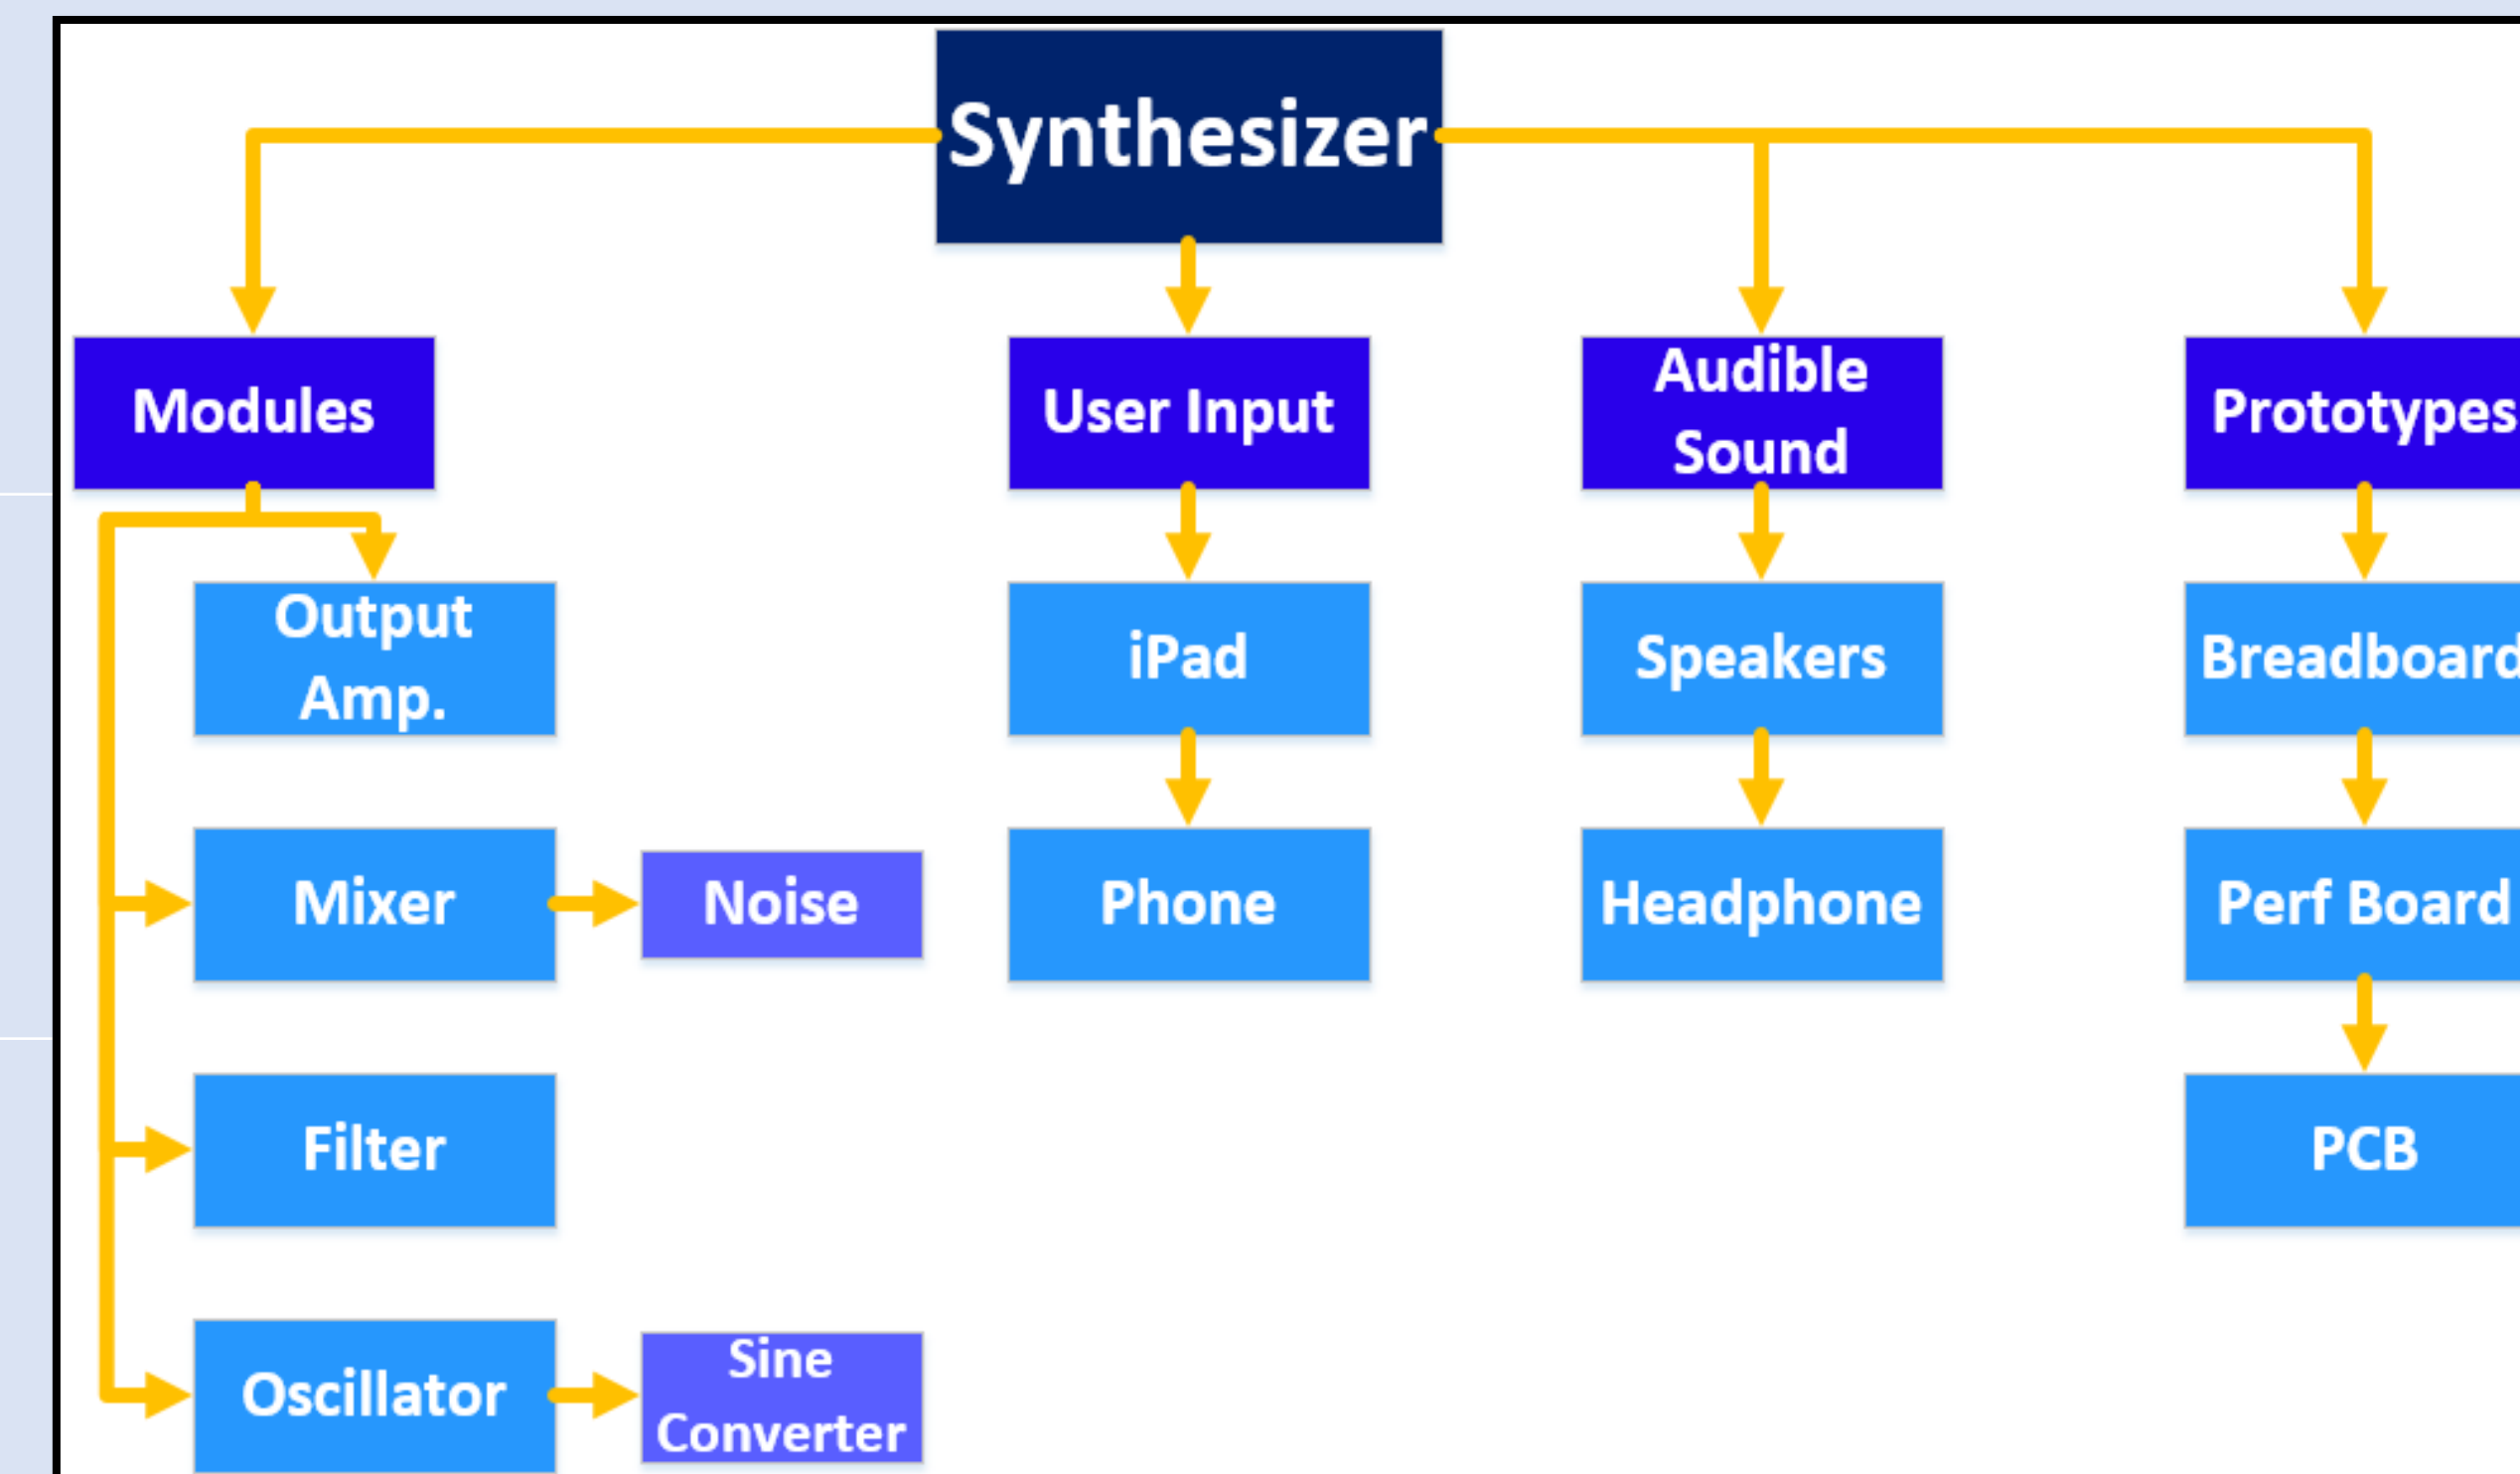 Synthesizer
Modules
User Input
Audible
Sound
Prototypes
Output
Amp.
iPad
Speakers
Breadboard
Mixer
Noise
Phone
Headphone
Perf Board
Filter
PCB
Oscillator
Sine
Converter